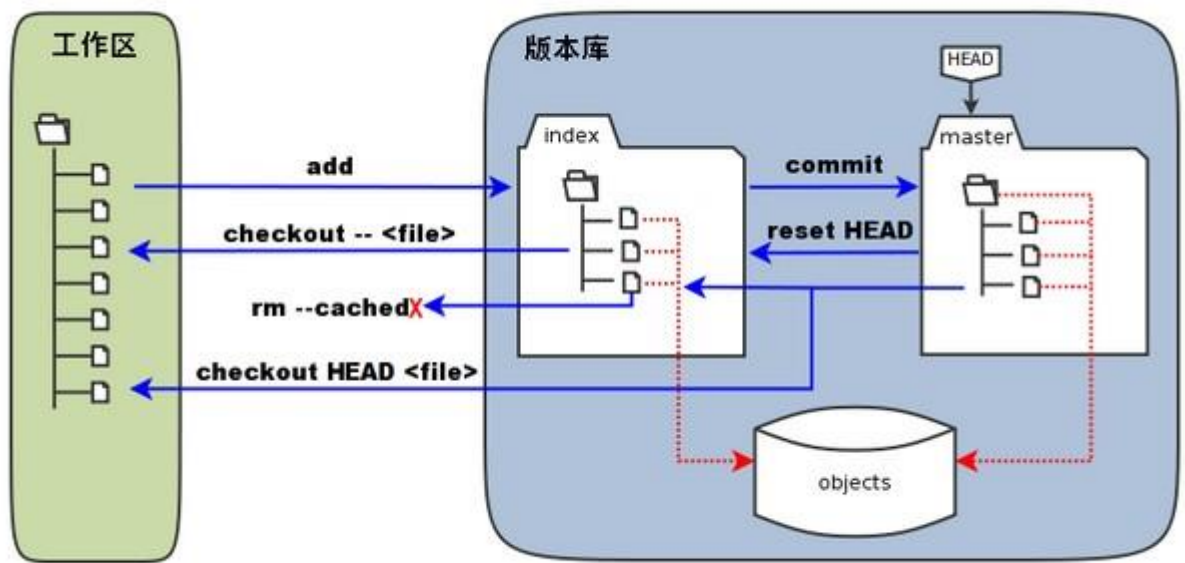 工作区
版本库
HEAD
index
master
add
commit
checkout -- <file>
reset HEAD
rm --cachedX
checkout HEAD <file>
objects